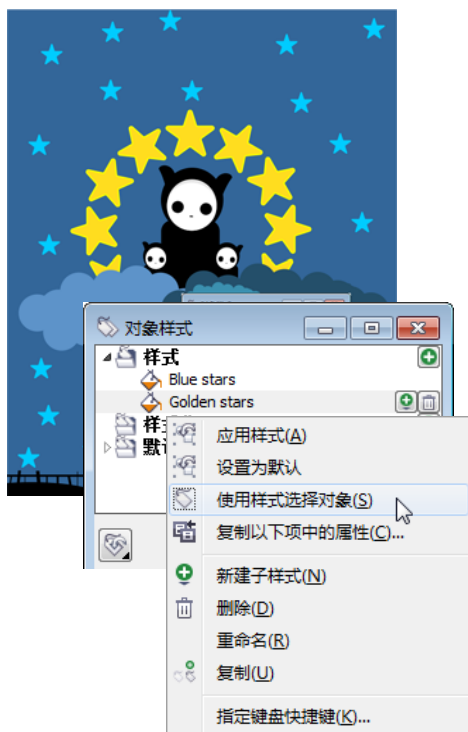 对象样式
样式
Blue stars
Golden stars
样
默
应用样式(A)
设置为默认
使用样式选择对象(S)
复制以下项中的属性(C)...
新建子样式(N)
删除(D)
重命名(R)
复制(U)
指定键盘快捷键(K)...